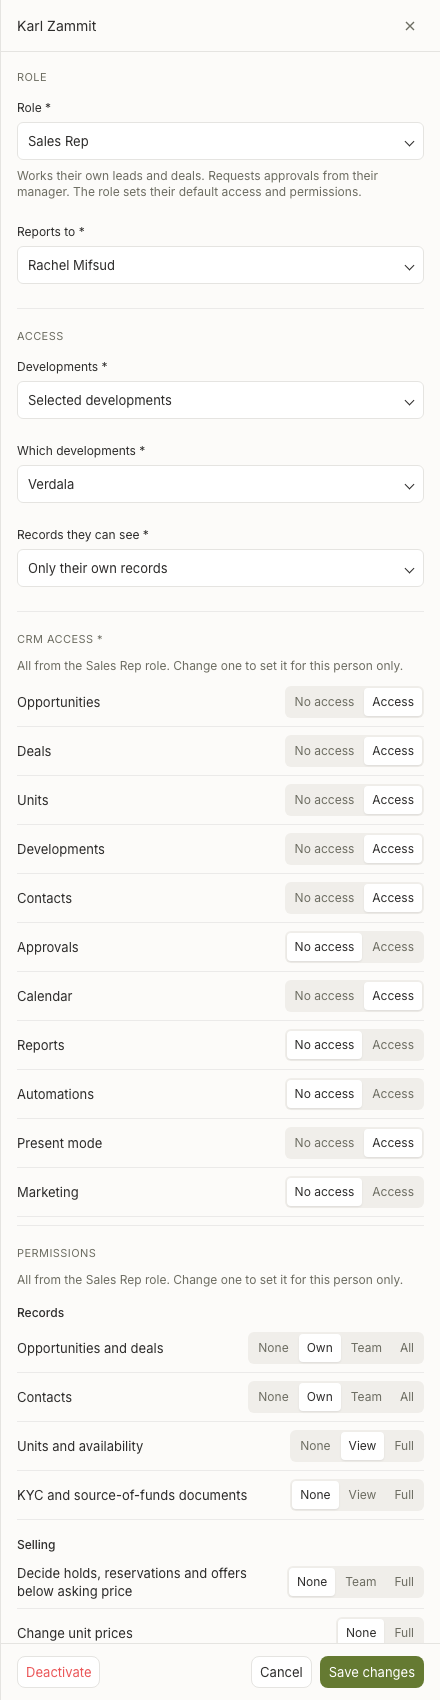 Karl Zammit
ROLE
Role *
Sales Rep
Works their own leads and deals. Requests approvals from their
manager. The role sets their default access and permissions.
Reports to *
Rachel Mifsud
ACCESS
Developments *
Selected developments
Which developments *
Verdala
Records they can see *
Only their own records
CRM ACCESS *
All from the Sales Rep role. Change one to set it for this person only.
Opportunities No access Access
Deals No access Access
Units No access Access
Developments No access Access
Contacts No access Access
Approvals No access Access
Calendar No access Access
Reports No access Access
Automations No access Access
Present mode No access Access
Marketing No access Access
PERMISSIONS
All from the Sales Rep role. Change one to set it for this person only.
Records
Opportunities and deals None Own Team All
Contacts None Own Team All
Units and availability None View Full
KYC and source-of-funds documents None View Full
Selling
Decide holds, reservations and offers
below asking price None Team Full
Change unit prices None Full
Deactivate Cancel Save changes